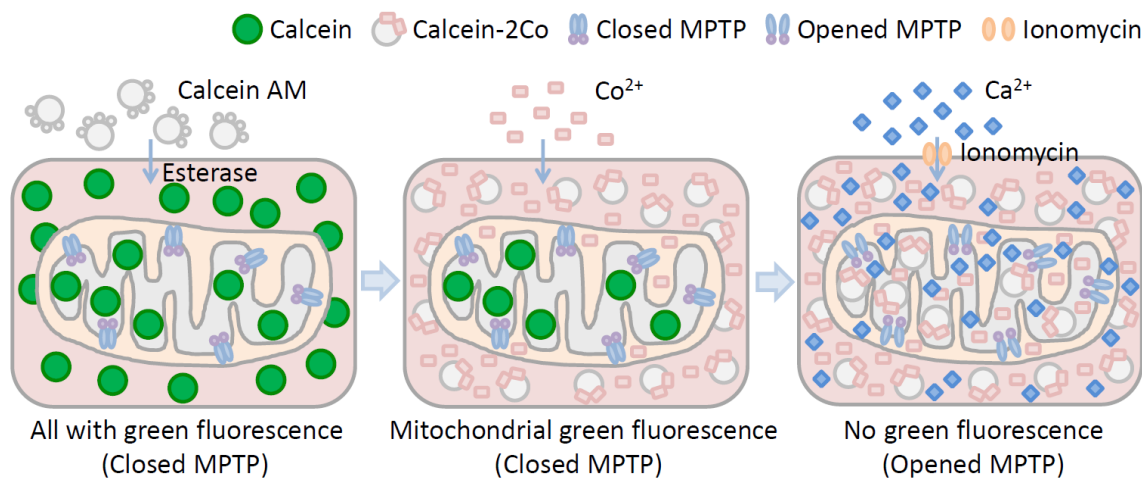 Calcein Calcein-2Co Closed MPTP Opened MPTP Ionomycin
Calcein AM
Esterase
Co²⁺
Ca²⁺
Ionomycin
All with green fluorescence
(Closed MPTP)
Mitochondrial green fluorescence
(Closed MPTP)
No green fluorescence
(Opened MPTP)